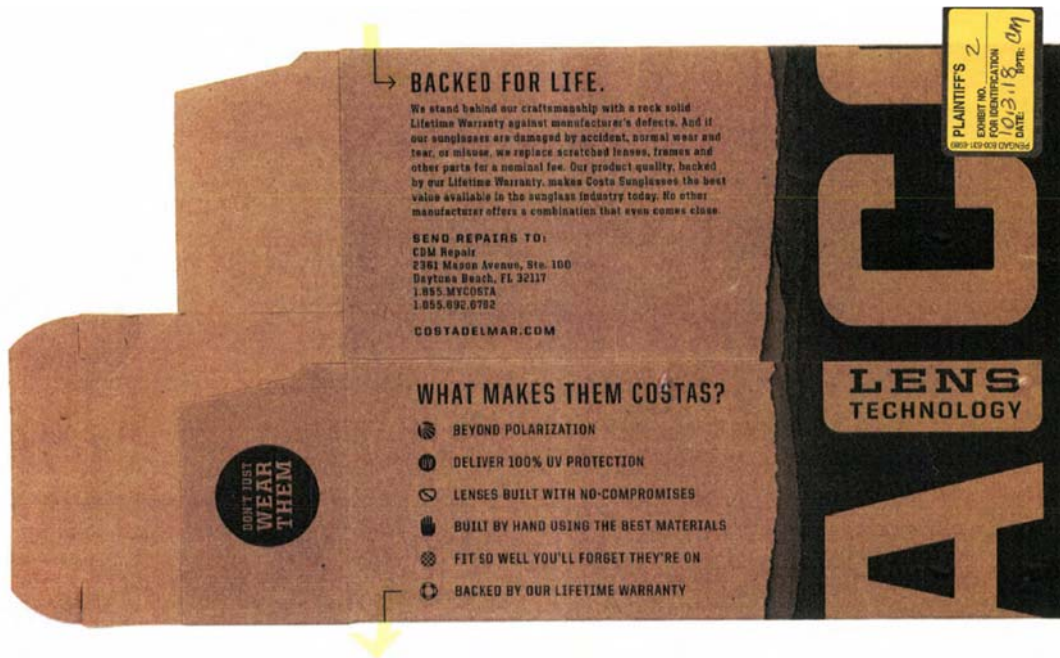 BACKED FOR LIFE.
We stand behind our craftsmanship with a rock solid
Lifetime Warranty against manufacturer's defects. And if
our sunglasses are damaged by accident, normal wear and
tear, or misuse, we replace scratched lenses, frames and
other parts for a nominal fee. Our product quality, backed
by our Lifetime Warranty, makes Costa Sunglasses the best
value available in the sunglass industry today. No other
manufacturer offers a combination that even comes close.
SEND REPAIRS TO:
CDM Repair
2361 Mason Avenue, Ste. 100
Daytona Beach, FL 32117
1.855.MYCOSTA
1.855.692.6782
COSTADELMAR.COM
WHAT MAKES THEM COSTAS?
BEYOND POLARIZATION
UV
DELIVER 100% UV PROTECTION
LENSES BUILT WITH NO-COMPROMISES
BUILT BY HAND USING THE BEST MATERIALS
FIT SO WELL YOU'LL FORGET THEY'RE ON
BACKED BY OUR LIFETIME WARRANTY
DON'T JUST
WEAR
THEM
LENS
TECHNOLOGY
PLAINTIFF'S
EXHIBIT NO. 2
FOR IDENTIFICATION
DATE: 10.3.18 RPTR: CM
PENGAD 800-631-6989